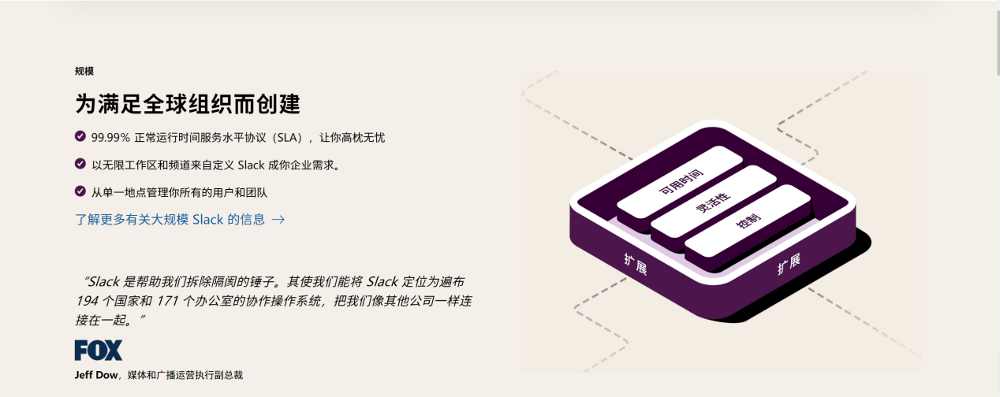 规模
为满足全球组织而创建
99.99% 正常运行时间服务水平协议（SLA），让你高枕无忧
以无限工作区和频道来自定义 Slack 成你企业需求。
从单一地点管理你所有的用户和团队
了解更多有关大规模 Slack 的信息 →
“Slack 是帮助我们拆除隔阂的锤子。其使我们能将 Slack 定位为遍布
194 个国家和 171 个办公室的协作操作系统，把我们像其他公司一样连
接在一起。”
FOX
Jeff Dow，媒体和广播运营执行副总裁
可用时间
灵活性
控制
扩展
扩展